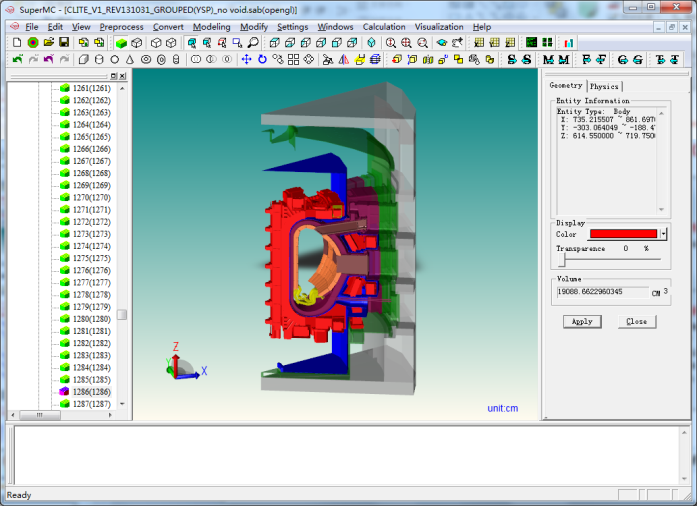 SuperMC - [CLITE_V1_REV131031_GROUPED(YSP)_no void.sab(opengl)]
File Edit View Preprocess Convert Modeling Modify Settings Windows Calculation Visualization Help
1261(1261)
1262(1262)
1263(1263)
1264(1264)
1265(1265)
1266(1266)
1267(1267)
1268(1268)
1269(1269)
1270(1270)
1271(1271)
1272(1272)
1273(1273)
1274(1274)
1275(1275)
1276(1276)
1277(1277)
1278(1278)
1279(1279)
1280(1280)
1281(1281)
1282(1282)
1283(1283)
1284(1284)
1285(1285)
1286(1286)
1287(1287)
Z
Y
X
unit:cm
Geometry Physics
Entity Information
Entity Type: Body
X: 735.215507 ~ 861.697
Y: -303.064049 ~ -188.4
Z: 614.550000 ~ 719.750
Display
Color
Transparence 0 %
Volume
19088.6622960345 CM 3
Apply Close
Ready